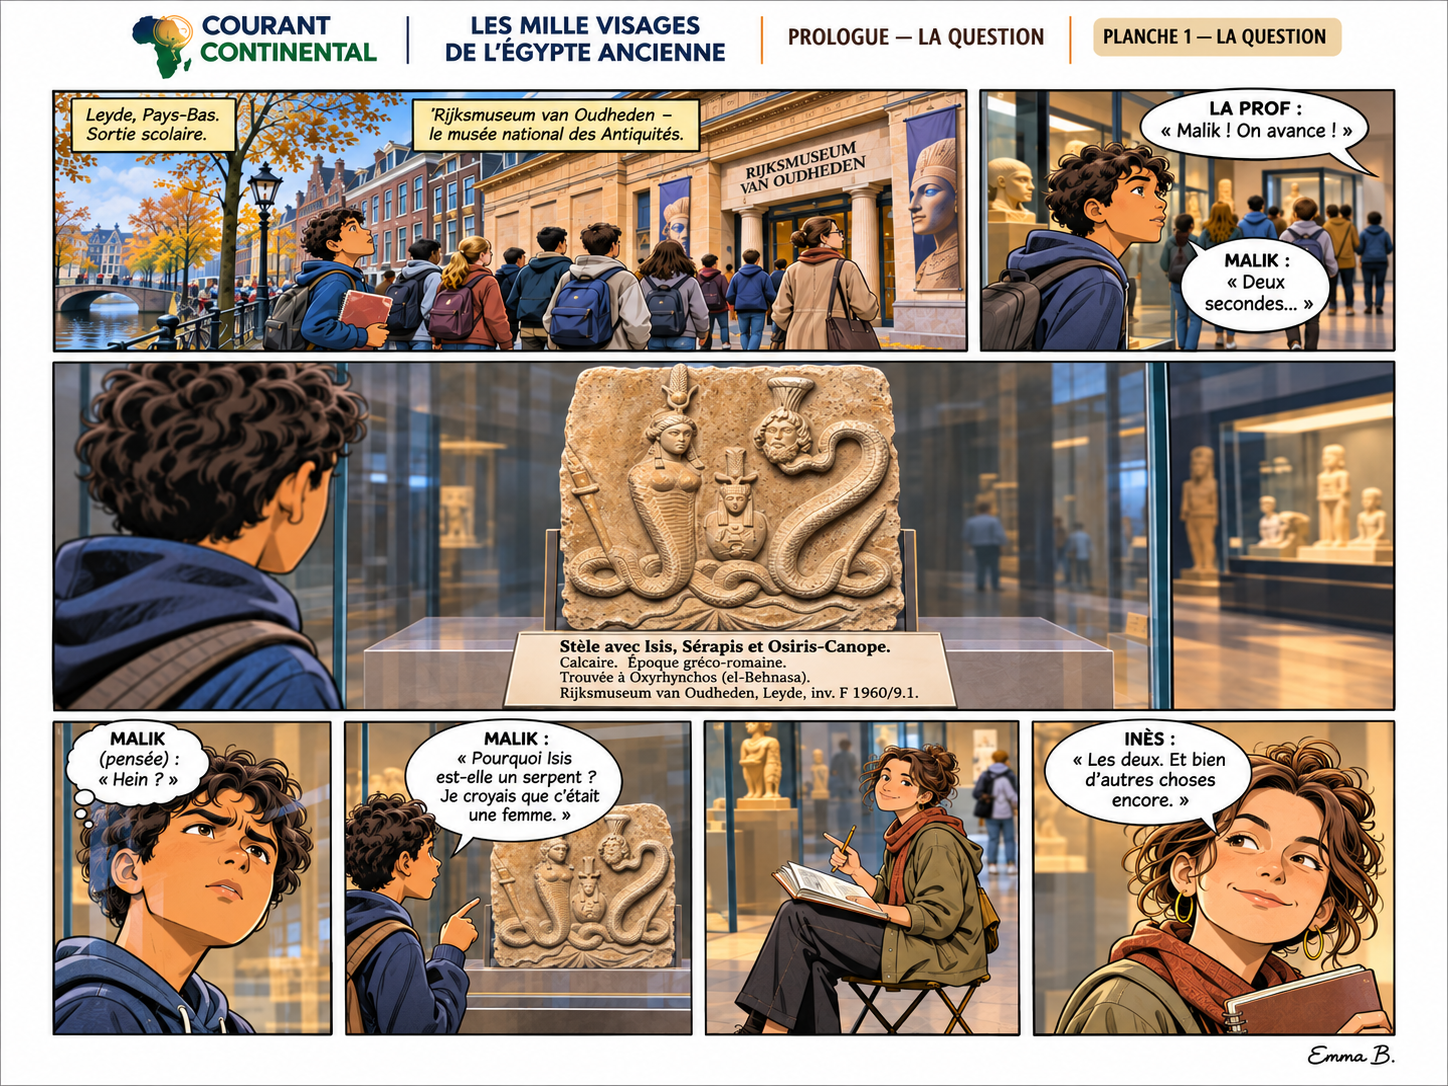 COURANT
CONTINENTAL
LES MILLE VISAGES
DE L'ÉGYPTE ANCIENNE
PROLOGUE — LA QUESTION
PLANCHE 1 — LA QUESTION
Leyde, Pays-Bas.
Sortie scolaire.
'Rijksmuseum van Oudheden –
le musée national des Antiquités.
RIJKSMUSEUM
VAN OUDHEDEN
LA PROF :
« Malik ! On avance ! »
MALIK :
« Deux
secondes... »
Stèle avec Isis, Sérapis et Osiris-Canope.
Calcaire. Époque gréco-romaine.
Trouvée à Oxyrhynchos (el-Behnasa).
Rijksmuseum van Oudheden, Leyde, inv. F 1960/9.1.
MALIK
(pensée) :
« Hein ? »
MALIK :
« Pourquoi Isis
est-elle un serpent ?
Je croyais que c'était
une femme. »
INÈS :
« Les deux. Et bien
d'autres choses
encore. »
Emma B.